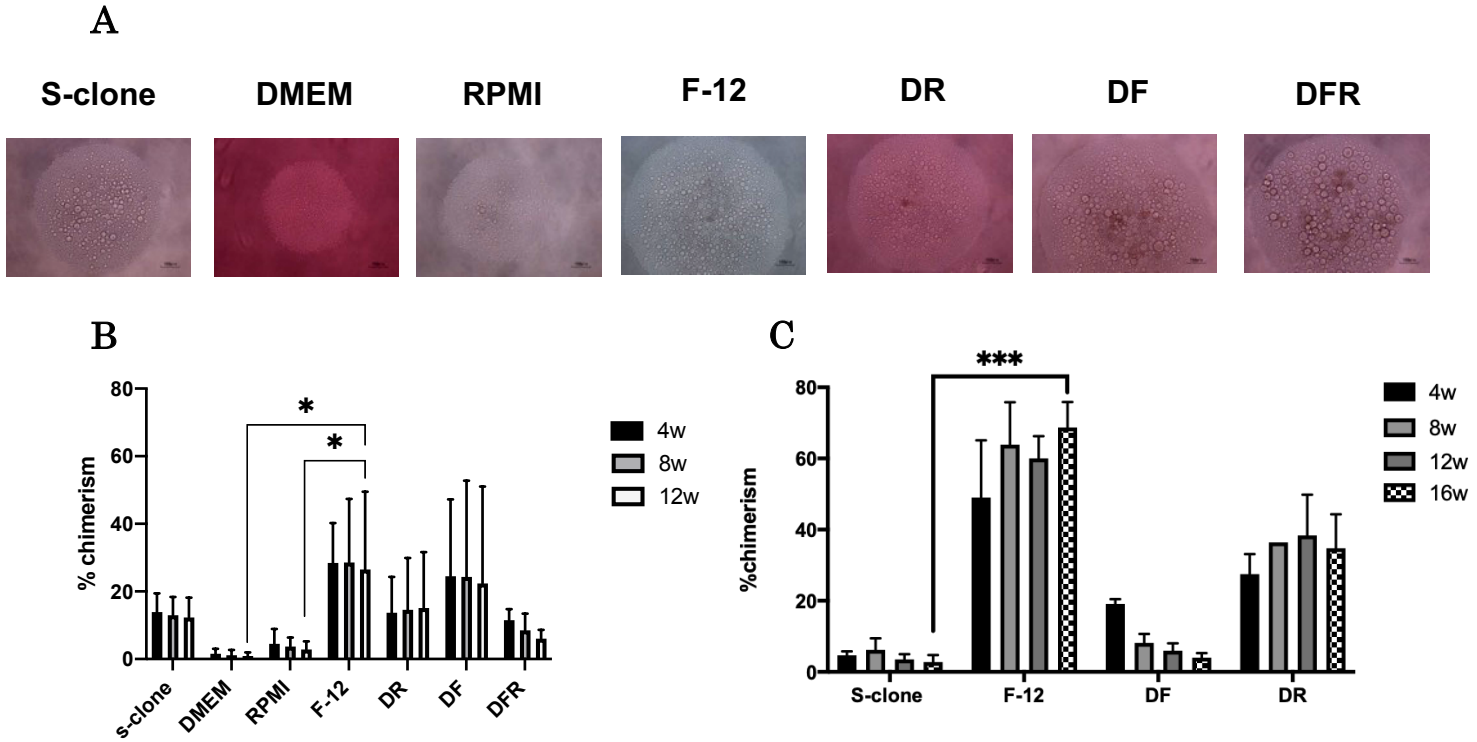 A
S-clone DMEM RPMI F-12 DR DF DFR
B
% chimerism
80
60
40
20
0
*
*
4w
8w
12w
s-clone DMEM RPMI F-12 DR DF DFR
C
%chimerism
80
60
40
20
0
***
4w
8w
12w
16w
S-clone F-12 DF DR